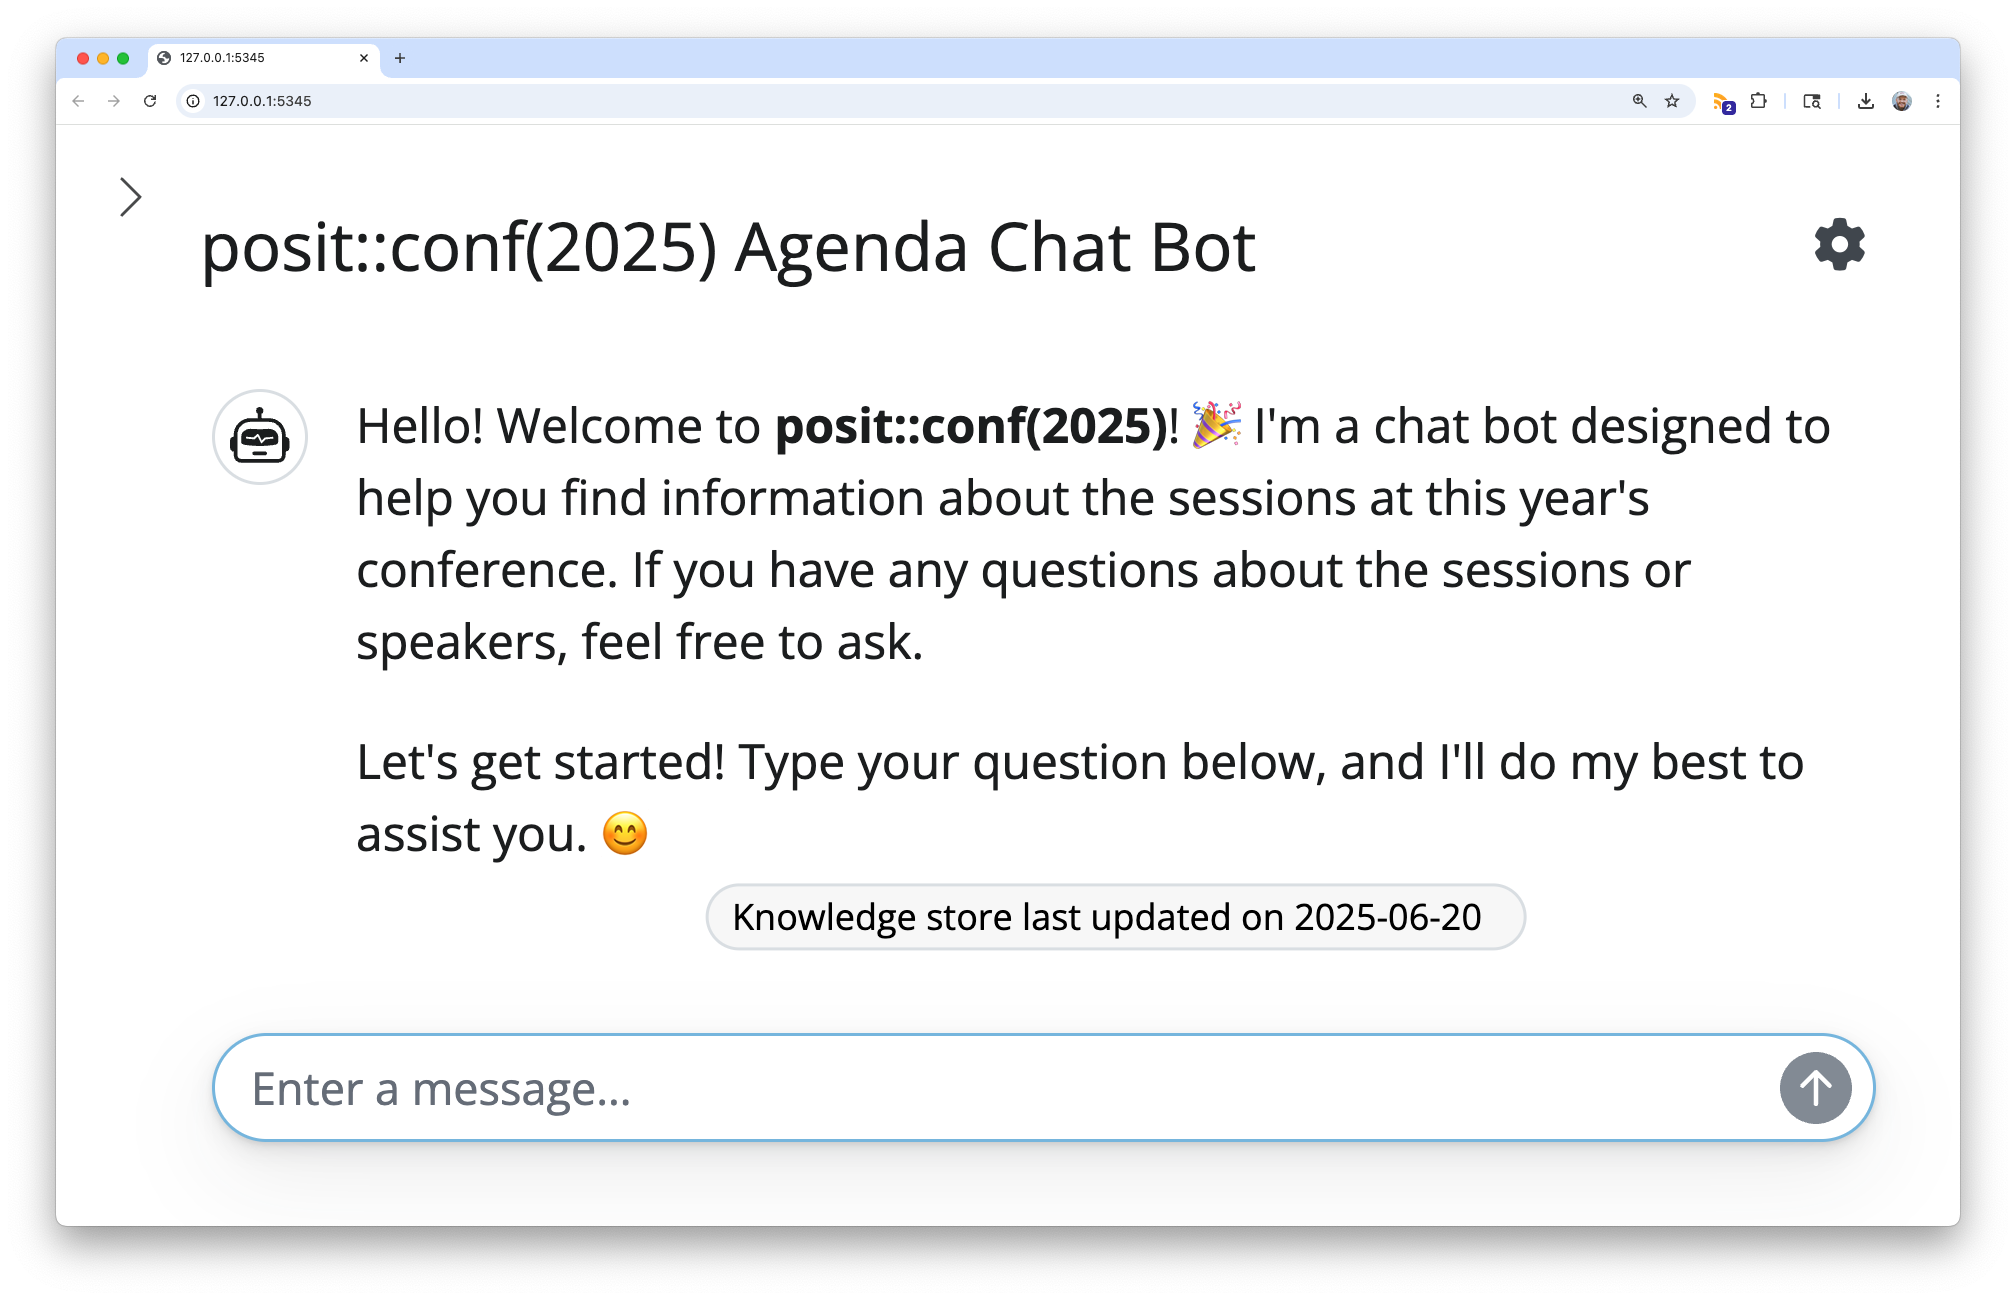 127.0.0.1:5345
127.0.0.1:5345
2
posit::conf(2025) Agenda Chat Bot
Hello! Welcome to posit::conf(2025)! 🎉 I'm a chat bot designed to
help you find information about the sessions at this year's
conference. If you have any questions about the sessions or
speakers, feel free to ask.
Let's get started! Type your question below, and I'll do my best to
assist you. 😊
Knowledge store last updated on 2025-06-20
Enter a message...